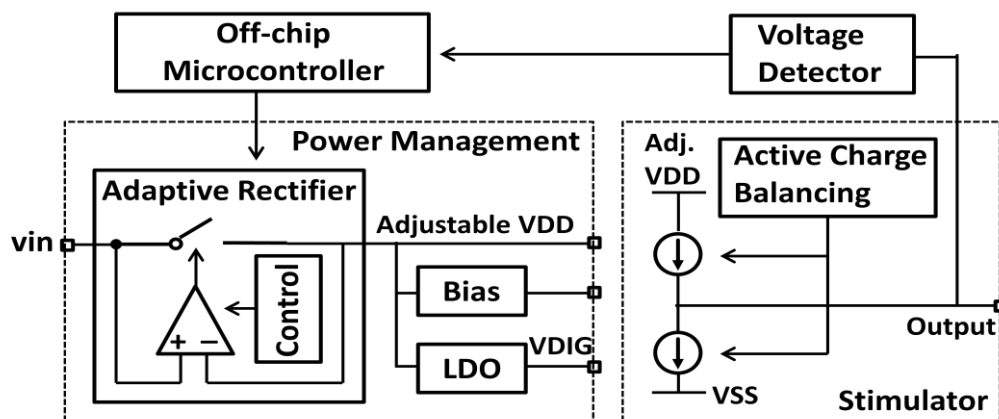 Off-chip
Microcontroller
Voltage
Detector
Power Management
Adaptive Rectifier
vin
+ −
Control
Adjustable VDD
Bias
LDO
VDIG
Adj.
VDD
Active Charge
Balancing
Output
VSS
Stimulator